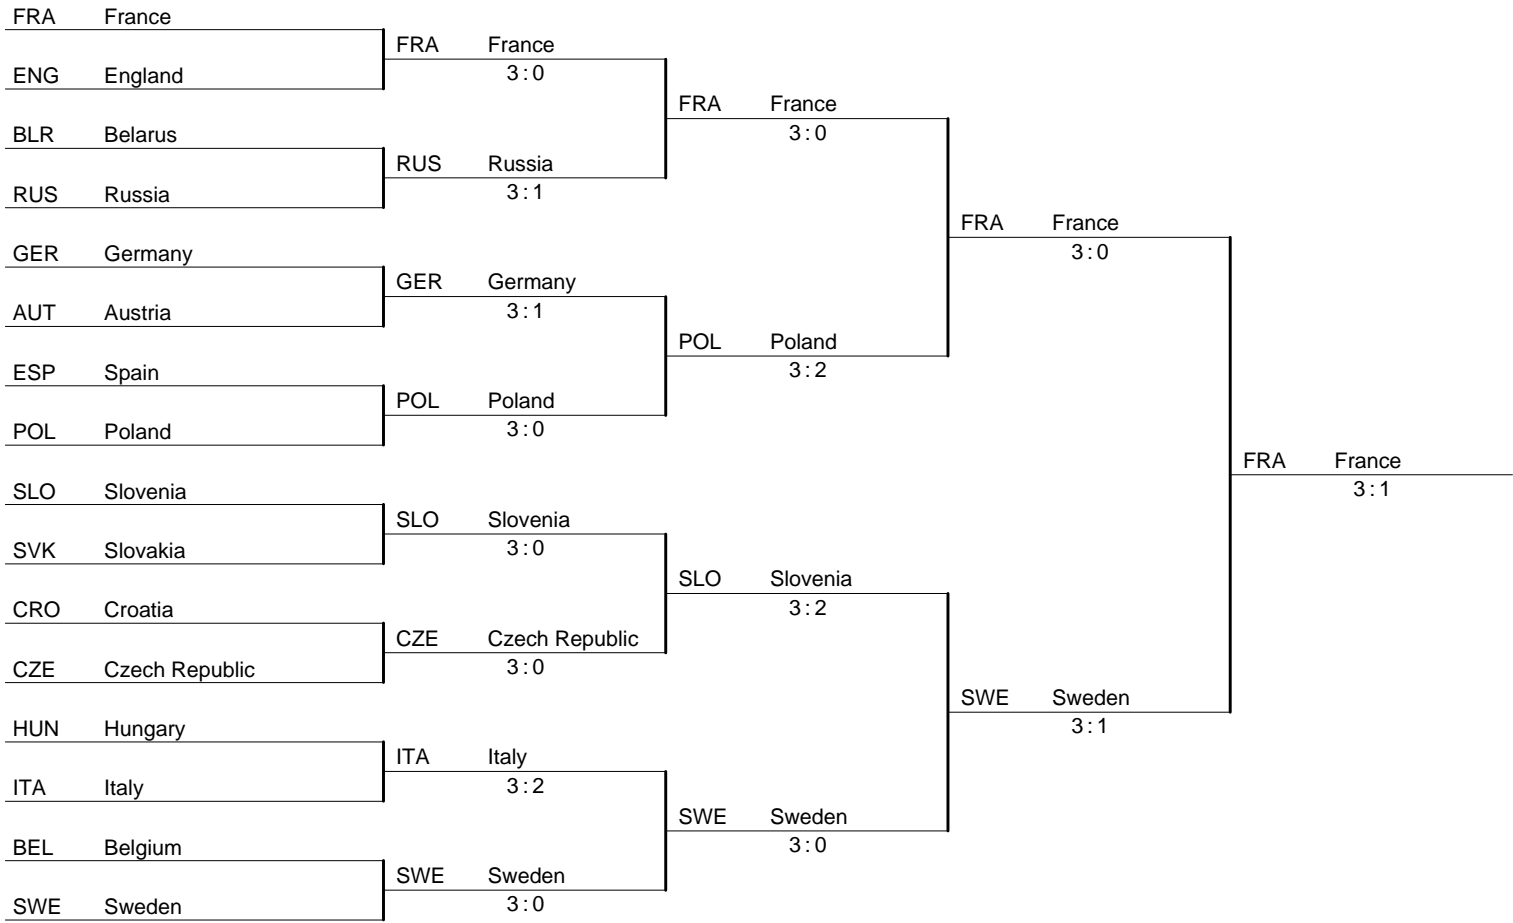 FRA France
ENG England
BLR Belarus
RUS Russia
GER Germany
AUT Austria
ESP Spain
POL Poland
SLO Slovenia
SVK Slovakia
CRO Croatia
CZE Czech Republic
HUN Hungary
ITA Italy
BEL Belgium
SWE Sweden
FRA France
3 : 0
RUS Russia
3 : 1
GER Germany
3 : 1
POL Poland
3 : 0
SLO Slovenia
3 : 0
CZE Czech Republic
3 : 0
ITA Italy
3 : 2
SWE Sweden
3 : 0
FRA France
3 : 0
POL Poland
3 : 2
SLO Slovenia
3 : 2
SWE Sweden
3 : 0
FRA France
3 : 0
SWE Sweden
3 : 1
FRA France
3 : 1